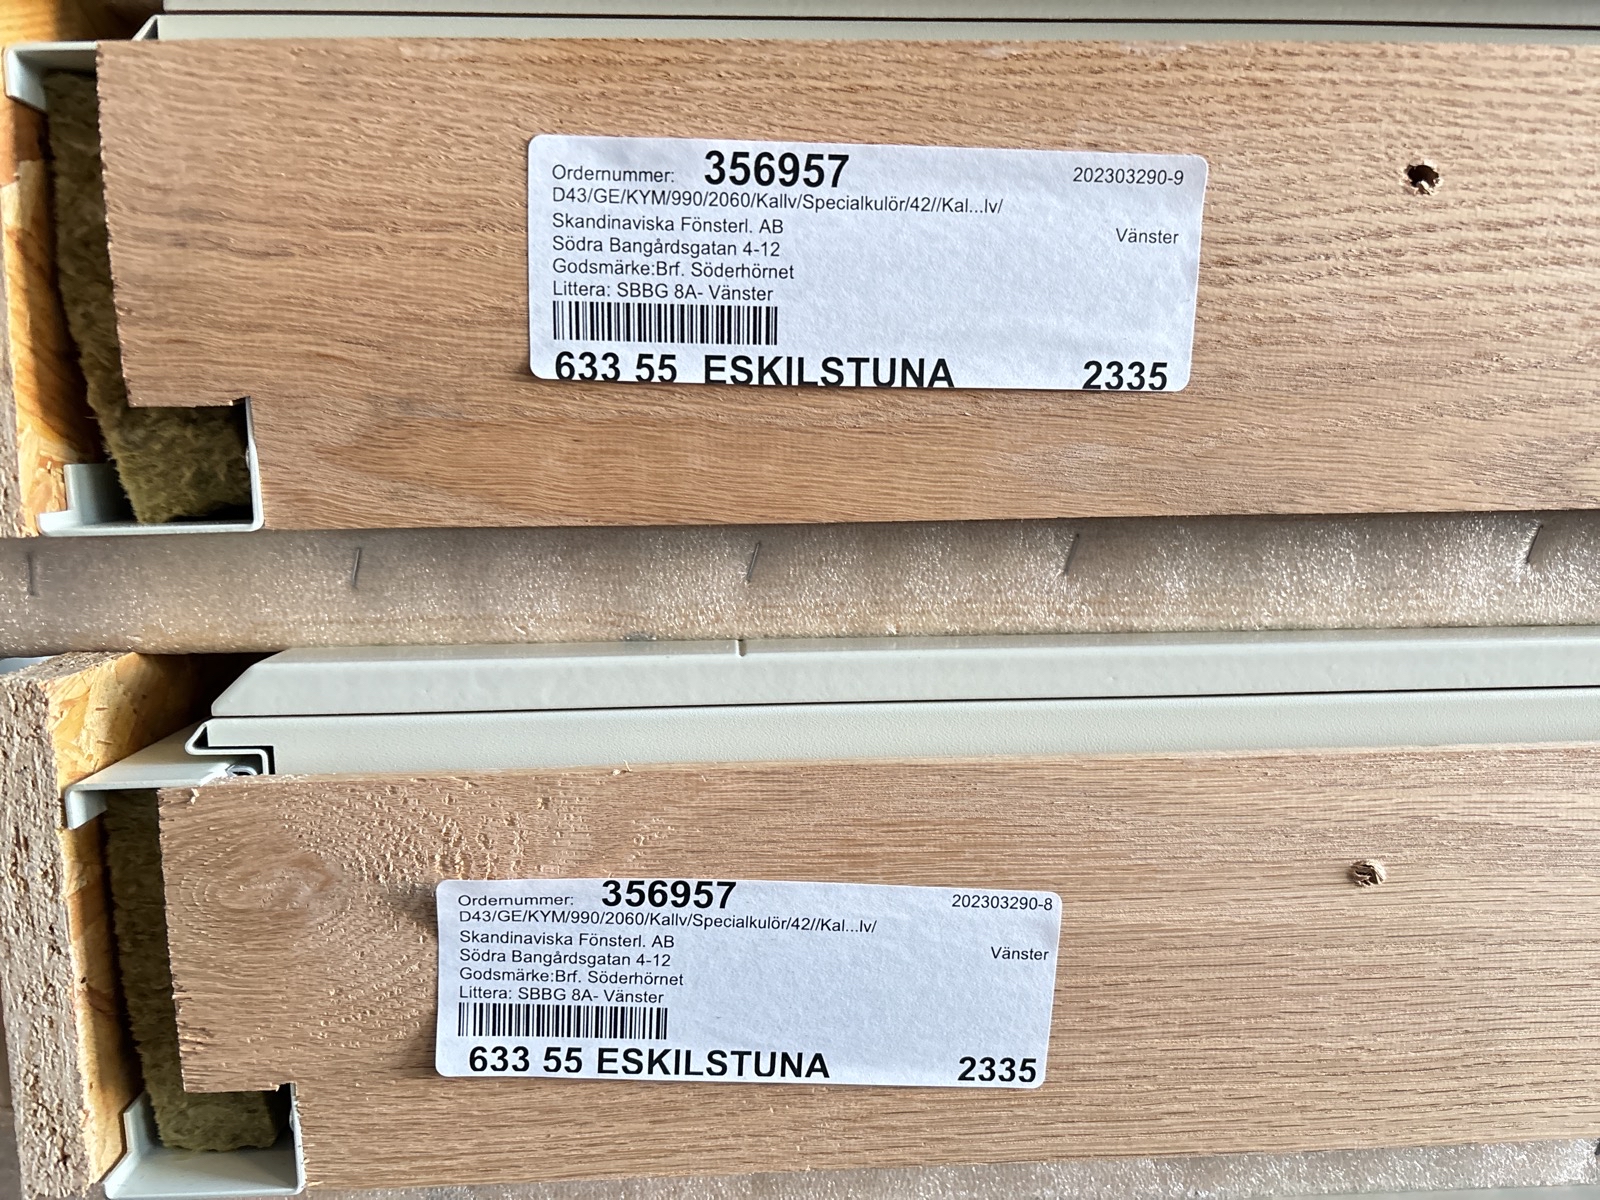 Ordernummer: 356957 202303290-9
D43/GE/KYM/990/2060/Kallv/Specialkulör/42//Kal...lv/
Skandinaviska Fönsterl. AB
Vänster
Södra Bangårdsgatan 4-12
Godsmärke:Brf. Söderhörnet
Littera: SBBG 8A- Vänster
633 55 ESKILSTUNA 2335
Ordernummer: 356957 202303290-8
D43/GE/KYM/990/2060/Kallv/Specialkulör/42//Kal...lv/
Skandinaviska Fönsterl. AB
Vänster
Södra Bangårdsgatan 4-12
Godsmärke:Brf. Söderhörnet
Littera: SBBG 8A- Vänster
633 55 ESKILSTUNA 2335